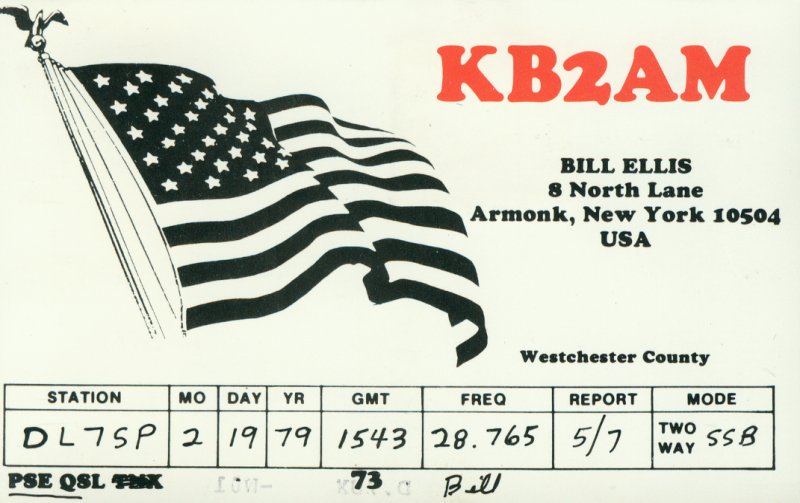 KB2AM
BILL ELLIS
8 North Lane
Armonk, New York 10504
USA
Westchester County
STATION MO DAY YR GMT FREQ REPORT MODE
DL7SP 2 19 79 1543 28.765 5/7 TWO WAY SSB
PSE QSL TNX 73 Bill